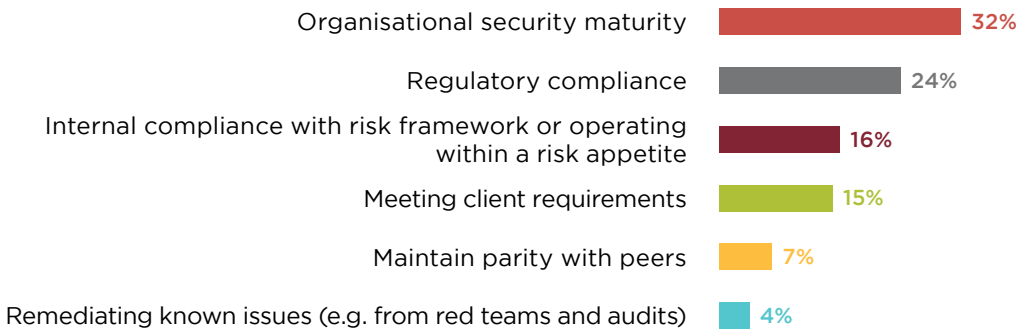 Organisational security maturity 32%
Regulatory compliance 24%
Internal compliance with risk framework or operating
within a risk appetite 16%
Meeting client requirements 15%
Maintain parity with peers 7%
Remediating known issues (e.g. from red teams and audits) 4%